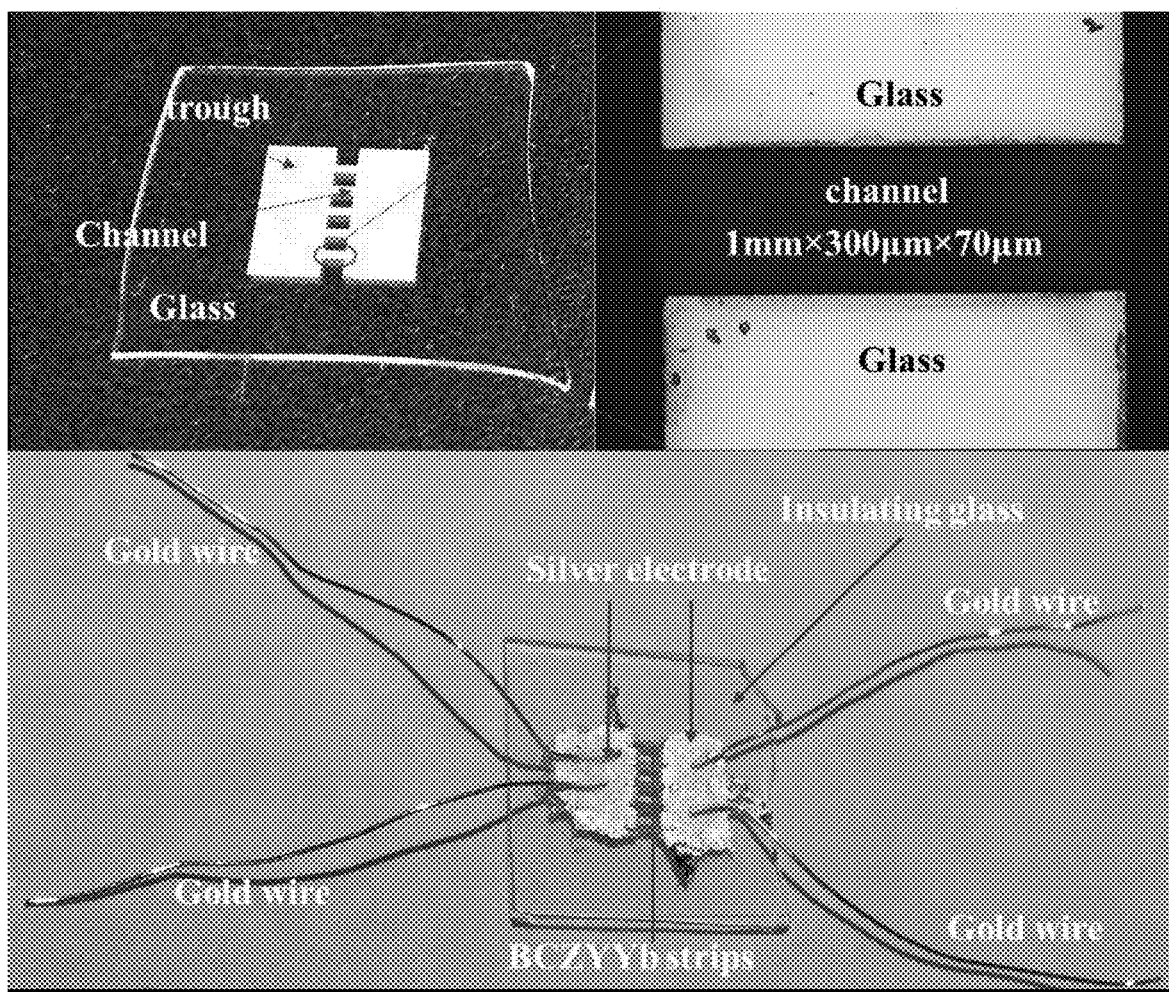 trough
Channel
Glass
Glass
channel
1mm×300μm×70μm
Glass
Insulating glass
Gold wire
Silver electrode
Gold wire
Gold wire
Gold wire
BCZYYb strips